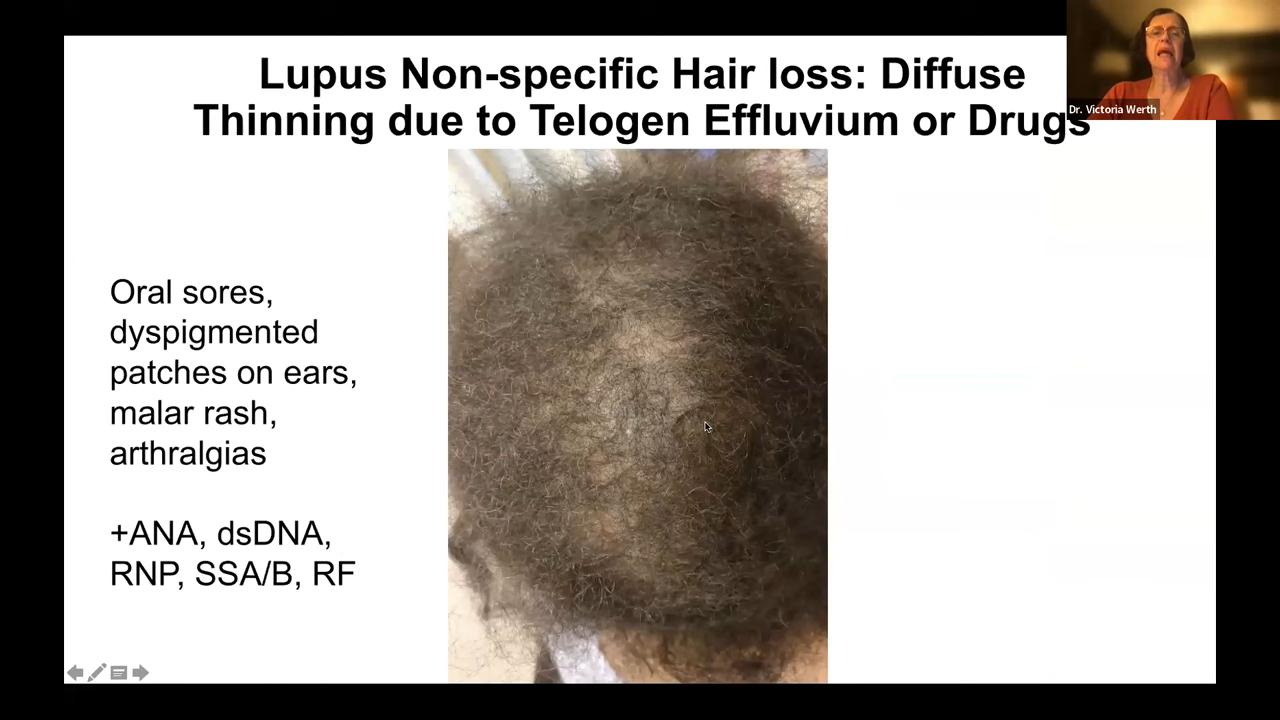 Lupus Non-specific Hair loss: Diffuse
Thinning due to Telogen Effluvium or Drugs
Dr. Victoria Werth
Oral sores,
dyspigmented
patches on ears,
malar rash,
arthralgias
+ANA, dsDNA,
RNP, SSA/B, RF